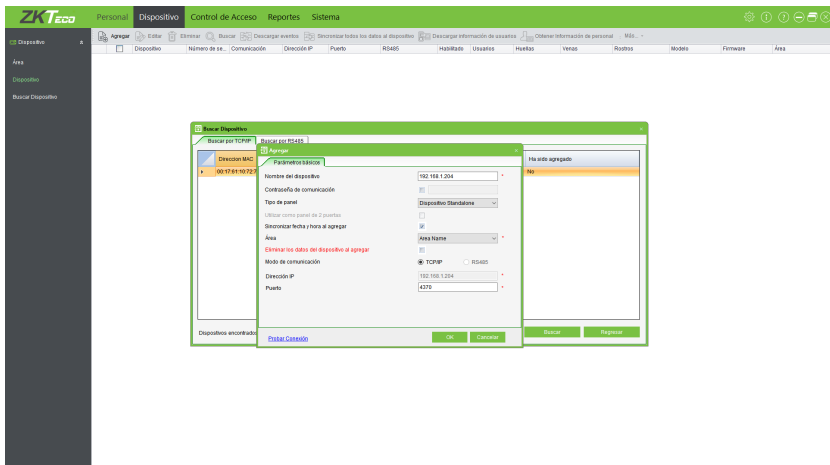 ZKTeco Personal Dispositivo Control de Acceso Reportes Sistema
Dispositivo
Área
Dispositivo
Buscar Dispositivo
Agregar Editar Eliminar Buscar Descargar eventos Sincronizar todos los datos al dispositivo Descargar información de usuarios Obtener Información de personal Más...
Dispositivo Número de se... Comunicación Dirección IP Puerto RS485 Habilitado Usuarios Huellas Venas Rostros Modelo Firmware Área
Buscar Dispositivo
Buscar por TCP/IP Buscar por RS485
Direccion MAC Ha sido agregado
00:17:61:10:72:7 No
Agregar
Parámetros básicos
Nombre del dispositivo 192.168.1.204 *
Contraseña de comunicación
Tipo de panel Dispositivo Standalone
Utilizar como panel de 2 puertas
Sincronizar fecha y hora al agregar
Área Area Name *
Eliminar los datos del dispositivo al agregar
Modo de comunicación TCP/IP RS485
Dirección IP 192.168.1.204 *
Puerto 4370 *
Probar Conexión OK Cancelar
Dispositivos encontrados Buscar Regresar